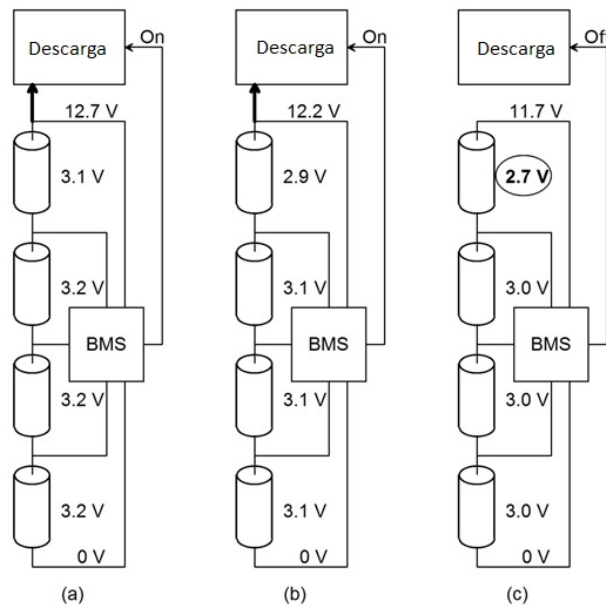 Descarga
On
12.7 V
3.1 V
3.2 V
BMS
3.2 V
3.2 V
0 V
(a)
Descarga
On
12.2 V
2.9 V
3.1 V
BMS
3.1 V
3.1 V
0 V
(b)
Descarga
Off
11.7 V
2.7 V
3.0 V
BMS
3.0 V
3.0 V
0 V
(c)